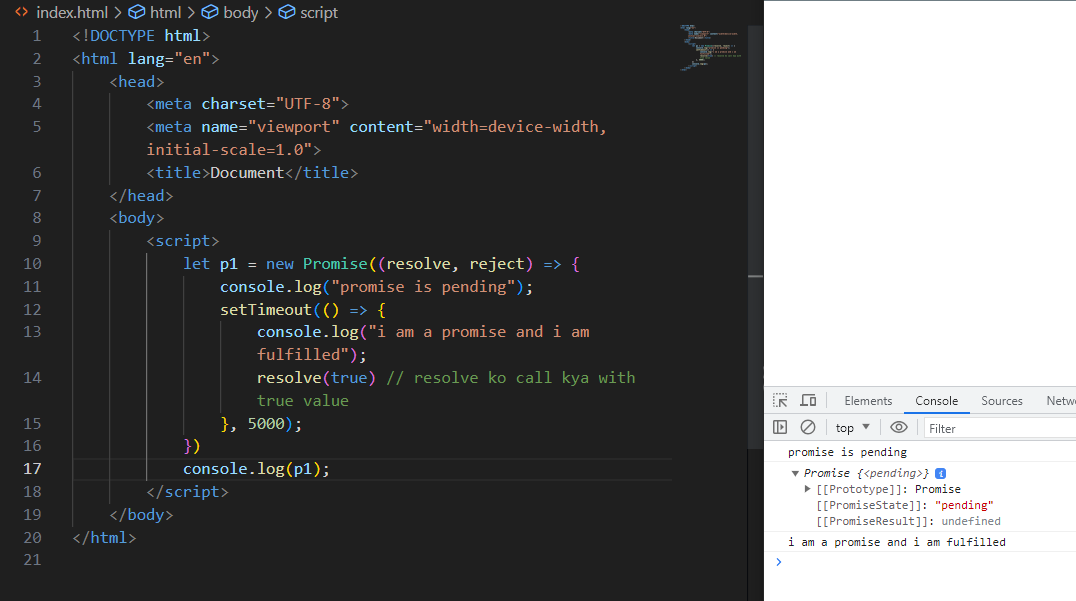 index.html > html > body > script
1 <!DOCTYPE html>
2 <html lang="en">
3 <head>
4 <meta charset="UTF-8">
5 <meta name="viewport" content="width=device-width,
initial-scale=1.0">
6 <title>Document</title>
7 </head>
8 <body>
9 <script>
10 let p1 = new Promise((resolve, reject) => {
11 console.log("promise is pending");
12 setTimeout(() => {
13 console.log("i am a promise and i am
fulfilled");
14 resolve(true) // resolve ko call kya with
true value
15 }, 5000);
16 })
17 console.log(p1);
18 </script>
19 </body>
20 </html>
21
Elements Console Sources Netw
top Filter
promise is pending
Promise {<pending>} i
[[Prototype]]: Promise
[[PromiseState]]: "pending"
[[PromiseResult]]: undefined
i am a promise and i am fulfilled
>